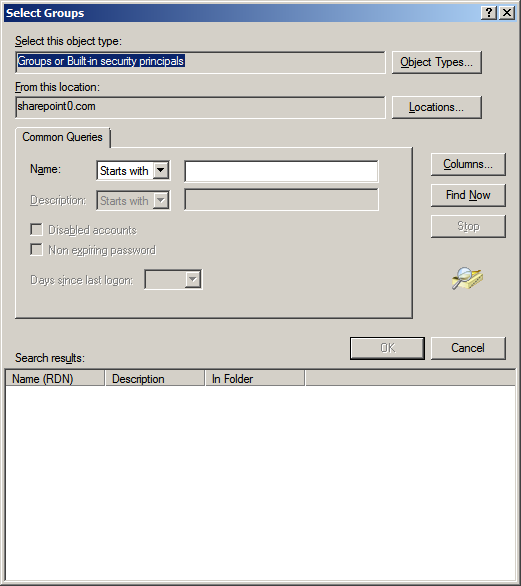 Select Groups
Select this object type:
Groups or Built-in security principals
Object Types...
From this location:
sharepoint0.com
Locations...
Common Queries
Name:
Starts with
Columns...
Description:
Starts with
Find Now
Disabled accounts
Stop
Non expiring password
Days since last logon:
OK
Cancel
Search results:
Name (RDN) Description In Folder